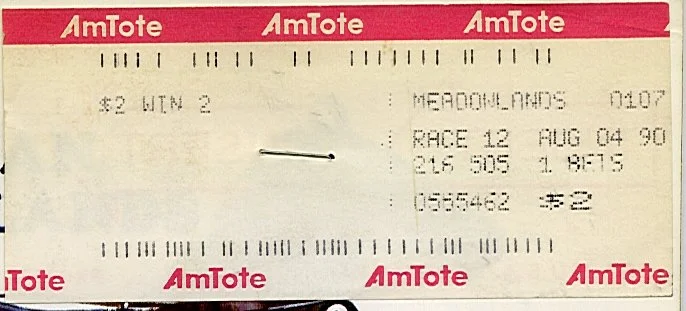 AmTote AmTote AmTote
$2 WIN 2
MEADOWLANDS 0107
RACE 12 AUG 04 90
216 505 1 BETS
0585462 $2
AmTote AmTote AmTote AmTote